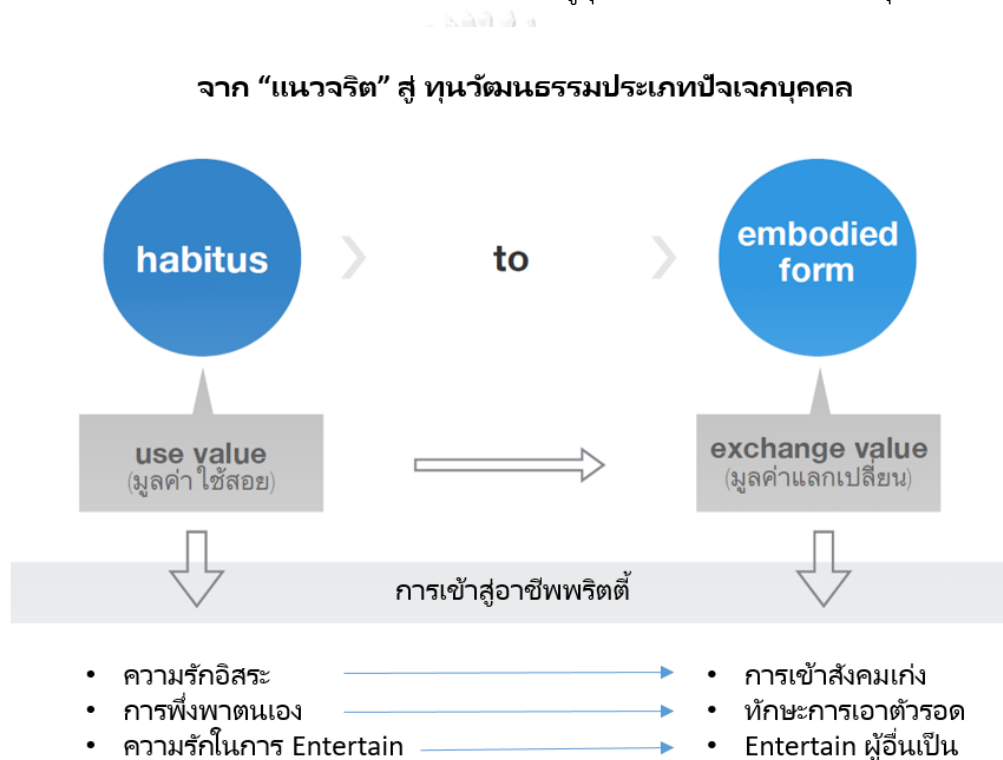 จาก “แนวจริต” สู่ ทุนวัฒนธรรมประเภทปัจเจกบุคคล
habitus
to
embodied
form
use value
(มูลค่า ใช้สอย)
exchange value
(มูลค่าแลกเปลี่ยน)
การเข้าสู่อาชีพพริตตี้
• ความรักอิสระ
• การพึ่งพาตนเอง
• ความรักในการ Entertain
• การเข้าสังคมเก่ง
• ทักษะการเอาตัวรอด
• Entertain ผู้อื่นเป็น